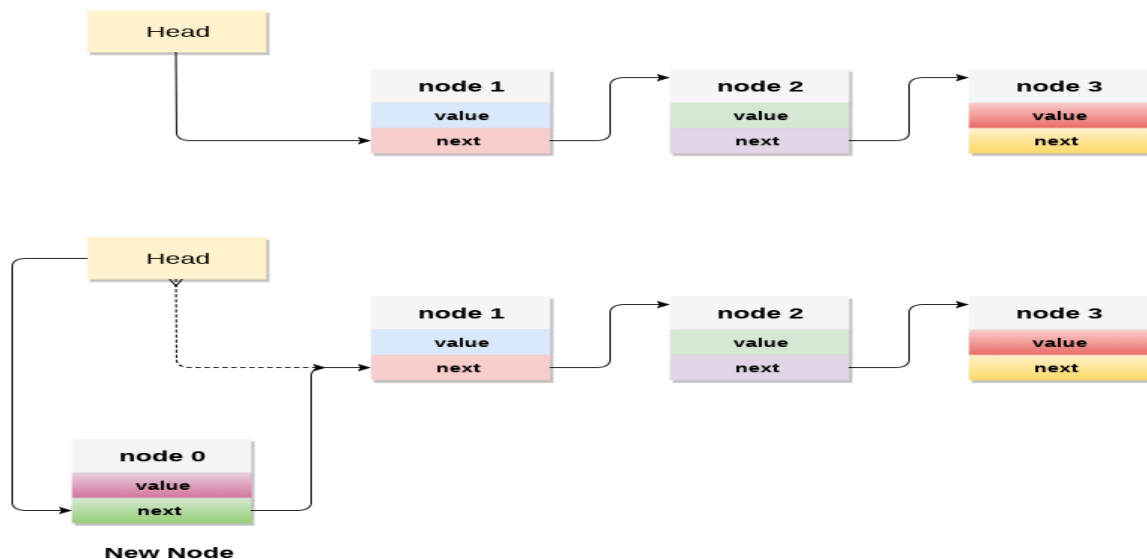 Head
node 1
value
next
node 2
value
next
node 3
value
next
Head
node 1
value
next
node 2
value
next
node 3
value
next
node 0
value
next
New Node